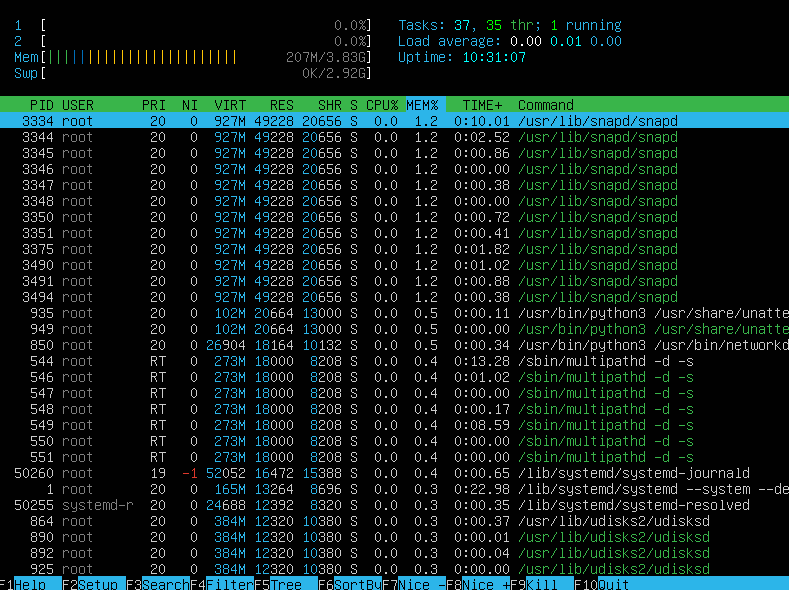 1 [ 0.0%] Tasks: 37, 35 thr; 1 running
2 [ 0.0%] Load average: 0.00 0.01 0.00
Mem[||||||||||||||||||||||||| 207M/3.83G] Uptime: 10:31:07
Swp[ 0K/2.92G]
PID USER PRI NI VIRT RES SHR S CPU% MEM% TIME+ Command
3334 root 20 0 927M 49228 20656 S 0.0 1.2 0:10.01 /usr/lib/snapd/snapd
3344 root 20 0 927M 49228 20656 S 0.0 1.2 0:02.52 /usr/lib/snapd/snapd
3345 root 20 0 927M 49228 20656 S 0.0 1.2 0:00.86 /usr/lib/snapd/snapd
3346 root 20 0 927M 49228 20656 S 0.0 1.2 0:00.00 /usr/lib/snapd/snapd
3347 root 20 0 927M 49228 20656 S 0.0 1.2 0:00.38 /usr/lib/snapd/snapd
3348 root 20 0 927M 49228 20656 S 0.0 1.2 0:00.00 /usr/lib/snapd/snapd
3350 root 20 0 927M 49228 20656 S 0.0 1.2 0:00.72 /usr/lib/snapd/snapd
3351 root 20 0 927M 49228 20656 S 0.0 1.2 0:00.41 /usr/lib/snapd/snapd
3375 root 20 0 927M 49228 20656 S 0.0 1.2 0:01.82 /usr/lib/snapd/snapd
3490 root 20 0 927M 49228 20656 S 0.0 1.2 0:01.02 /usr/lib/snapd/snapd
3491 root 20 0 927M 49228 20656 S 0.0 1.2 0:00.88 /usr/lib/snapd/snapd
3494 root 20 0 927M 49228 20656 S 0.0 1.2 0:00.38 /usr/lib/snapd/snapd
935 root 20 0 102M 20664 13000 S 0.0 0.5 0:00.11 /usr/bin/python3 /usr/share/unatte
949 root 20 0 102M 20664 13000 S 0.0 0.5 0:00.00 /usr/bin/python3 /usr/share/unatte
850 root 20 0 26904 18164 10132 S 0.0 0.5 0:00.34 /usr/bin/python3 /usr/bin/networkd
544 root RT 0 273M 18000 8208 S 0.0 0.4 0:13.28 /sbin/multipathd -d -s
546 root RT 0 273M 18000 8208 S 0.0 0.4 0:01.02 /sbin/multipathd -d -s
547 root RT 0 273M 18000 8208 S 0.0 0.4 0:00.00 /sbin/multipathd -d -s
548 root RT 0 273M 18000 8208 S 0.0 0.4 0:00.17 /sbin/multipathd -d -s
549 root RT 0 273M 18000 8208 S 0.0 0.4 0:08.59 /sbin/multipathd -d -s
550 root RT 0 273M 18000 8208 S 0.0 0.4 0:00.00 /sbin/multipathd -d -s
551 root RT 0 273M 18000 8208 S 0.0 0.4 0:00.00 /sbin/multipathd -d -s
50260 root 19 -1 52052 16472 15388 S 0.0 0.4 0:00.65 /lib/systemd/systemd-journald
1 root 20 0 165M 13264 8696 S 0.0 0.3 0:22.98 /lib/systemd/systemd --system --de
50255 systemd-r 20 0 24688 12392 8320 S 0.0 0.3 0:00.35 /lib/systemd/systemd-resolved
864 root 20 0 384M 12320 10380 S 0.0 0.3 0:00.37 /usr/lib/udisks2/udisksd
890 root 20 0 384M 12320 10380 S 0.0 0.3 0:00.01 /usr/lib/udisks2/udisksd
892 root 20 0 384M 12320 10380 S 0.0 0.3 0:00.04 /usr/lib/udisks2/udisksd
925 root 20 0 384M 12320 10380 S 0.0 0.3 0:00.00 /usr/lib/udisks2/udisksd
F1Help F2Setup F3SearchF4FilterF5Tree F6SortByF7Nice -F8Nice +F9Kill F10Quit